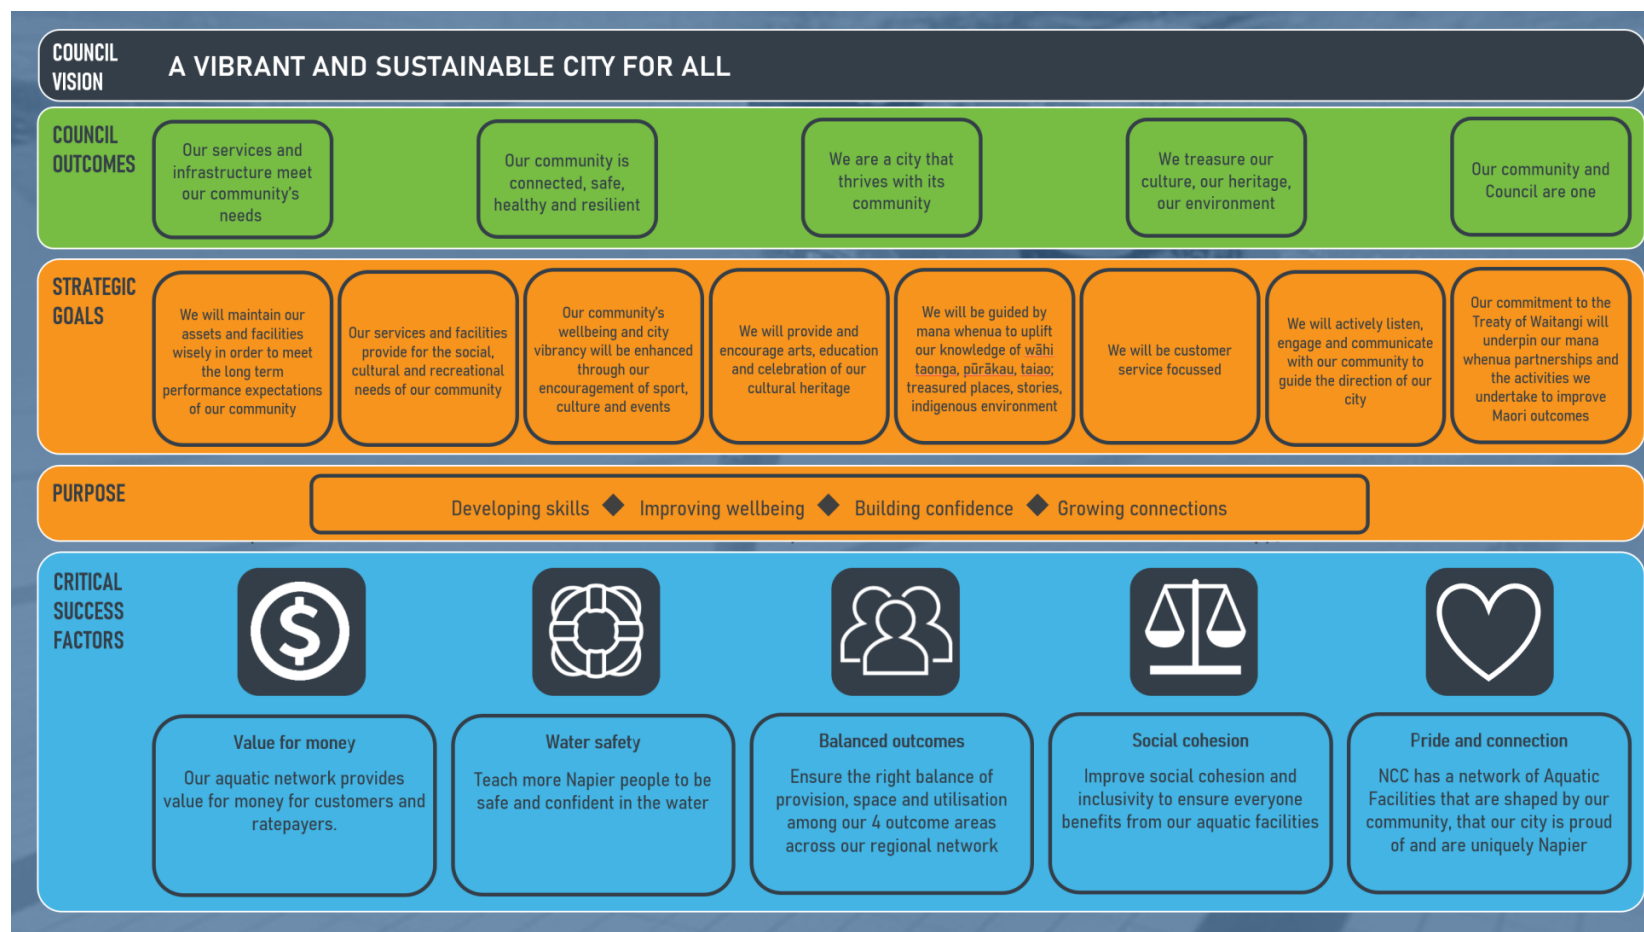 COUNCIL
VISION
A VIBRANT AND SUSTAINABLE CITY FOR ALL
COUNCIL
OUTCOMES
Our services and
infrastructure meet
our community's
needs
Our community is
connected, safe,
healthy and resilient
We are a city that
thrives with its
community
We treasure our
culture, our heritage,
our environment
Our community and
Council are one
STRATEGIC
GOALS
We will maintain our
assets and facilities
wisely in order to meet
the long term
performance expectations
of our community
Our services and facilities
provide for the social,
cultural and recreational
needs of our community
Our community's
wellbeing and city
vibrancy will be enhanced
through our
encouragement of sport,
culture and events
We will provide and
encourage arts, education
and celebration of our
cultural heritage
We will be guided by
mana whenua to uplift
our knowledge of wāhi
taonga, pūrākau, taiao;
treasured places, stories,
indigenous environment
We will be customer
service focussed
We will actively listen,
engage and communicate
with our community to
guide the direction of our
city
Our commitment to the
Treaty of Waitangi will
underpin our mana
whenua partnerships and
the activities we
undertake to improve
Maori outcomes
PURPOSE
Developing skills ◆ Improving wellbeing ◆ Building confidence ◆ Growing connections
CRITICAL
SUCCESS
FACTORS
$
Value for money
Our aquatic network provides
value for money for customers and
ratepayers.
Water safety
Teach more Napier people to be
safe and confident in the water
Balanced outcomes
Ensure the right balance of
provision, space and utilisation
among our 4 outcome areas
across our regional network
Social cohesion
Improve social cohesion and
inclusivity to ensure everyone
benefits from our aquatic facilities
Pride and connection
NCC has a network of Aquatic
Facilities that are shaped by our
community, that our city is proud
of and are uniquely Napier